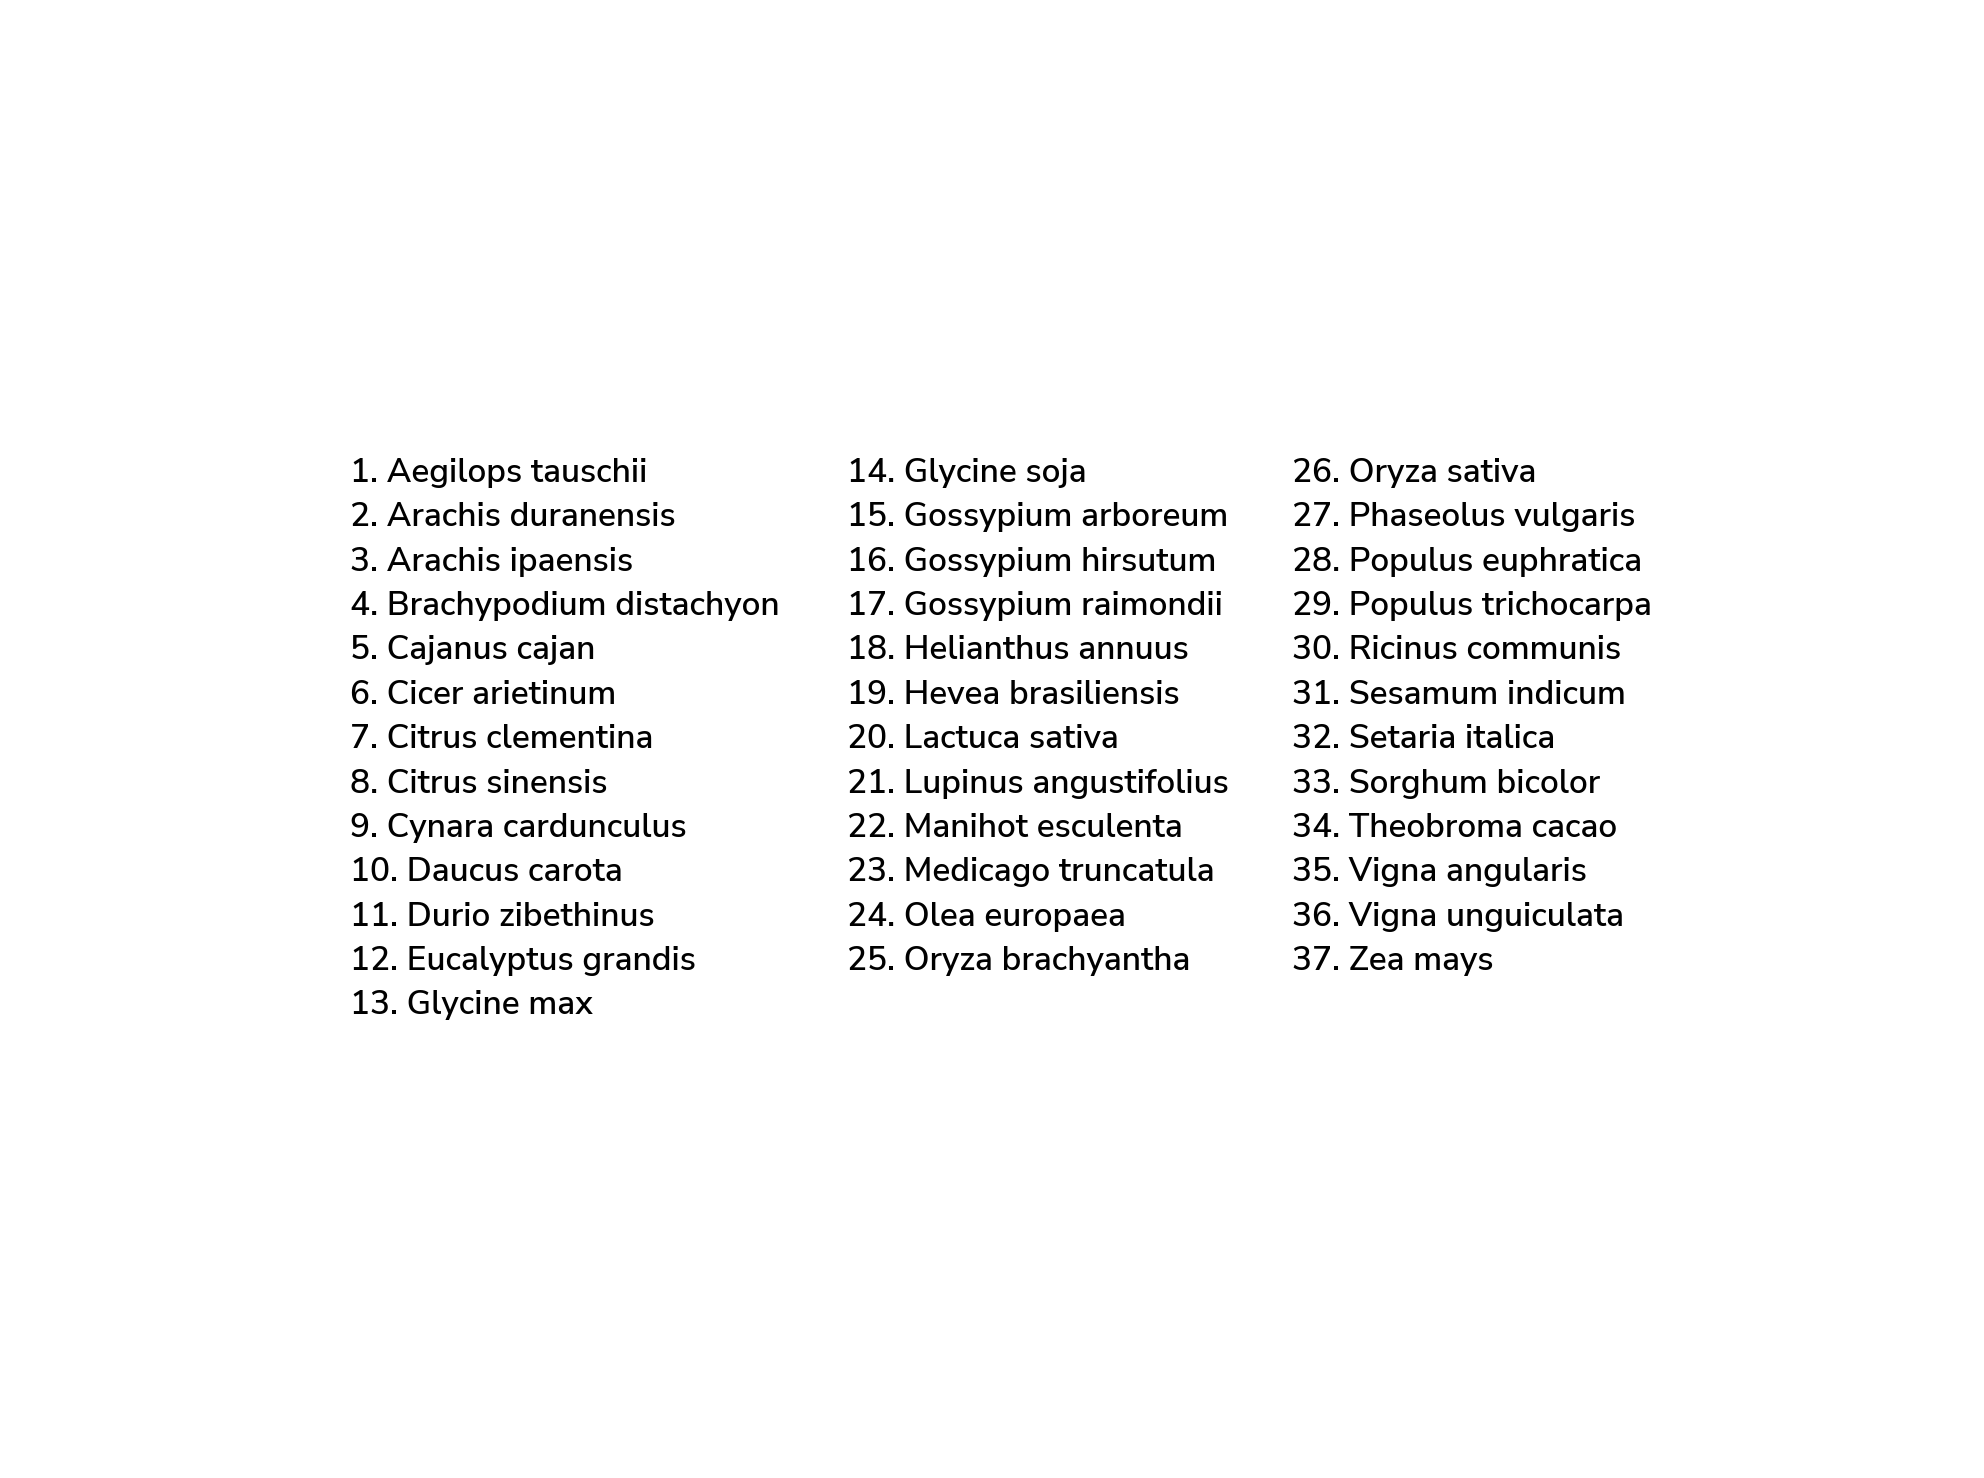 1. Aegilops tauschii
2. Arachis duranensis
3. Arachis ipaensis
4. Brachypodium distachyon
5. Cajanus cajan
6. Cicer arietinum
7. Citrus clementina
8. Citrus sinensis
9. Cynara cardunculus
10. Daucus carota
11. Durio zibethinus
12. Eucalyptus grandis
13. Glycine max
14. Glycine soja
15. Gossypium arboreum
16. Gossypium hirsutum
17. Gossypium raimondii
18. Helianthus annuus
19. Hevea brasiliensis
20. Lactuca sativa
21. Lupinus angustifolius
22. Manihot esculenta
23. Medicago truncatula
24. Olea europaea
25. Oryza brachyantha
26. Oryza sativa
27. Phaseolus vulgaris
28. Populus euphratica
29. Populus trichocarpa
30. Ricinus communis
31. Sesamum indicum
32. Setaria italica
33. Sorghum bicolor
34. Theobroma cacao
35. Vigna angularis
36. Vigna unguiculata
37. Zea mays